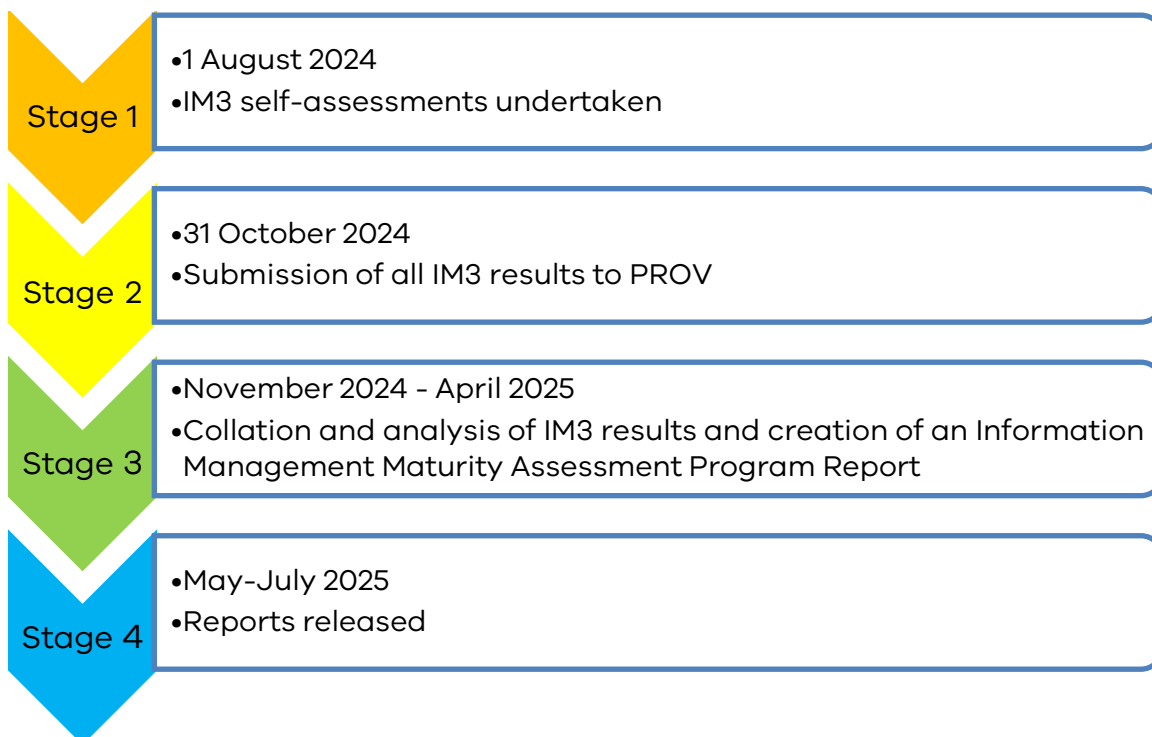 Stage 1
•1 August 2024
•IM3 self-assessments undertaken
Stage 2
•31 October 2024
•Submission of all IM3 results to PROV
Stage 3
•November 2024 - April 2025
•Collation and analysis of IM3 results and creation of an Information
Management Maturity Assessment Program Report
Stage 4
•May-July 2025
•Reports released